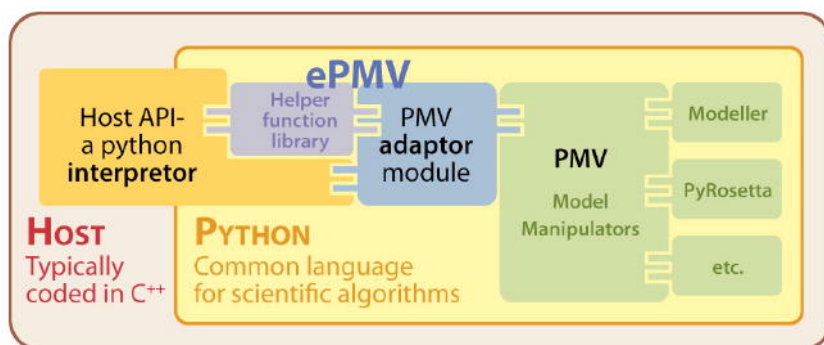 ePMV
Host API-
a python
interpretor
Helper
function
library
PMV
adaptor
module
PMV
Model
Manipulators
Modeller
PyRosetta
etc.
HOST
Typically
coded in C++
PYTHON
Common language
for scientific algorithms